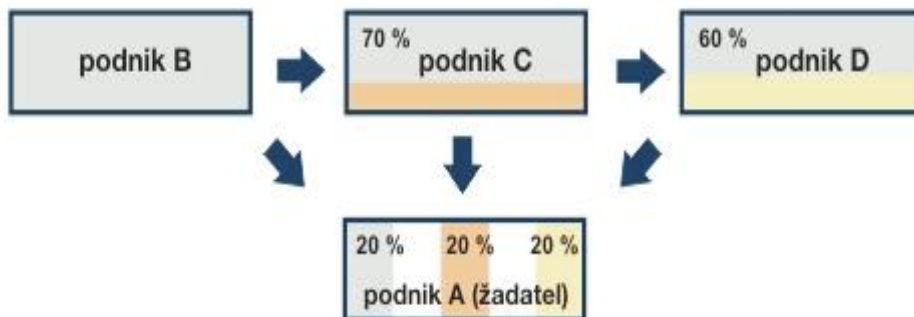 podnik B
70 %
podnik C
60 %
podnik D
20 % 20 % 20 %
podnik A (žadatel)